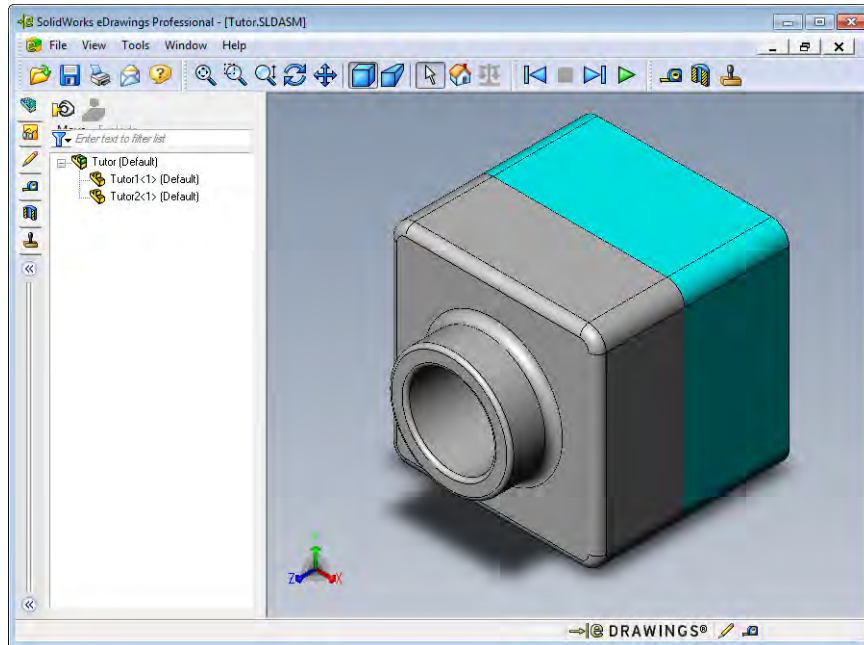 SolidWorks eDrawings Professional - [Tutor.SLDASM]
File View Tools Window Help
Enter text to filter list
Tutor (Default)
Tutor1<1> (Default)
Tutor2<1> (Default)
Y
Z X
eDRAWINGS®